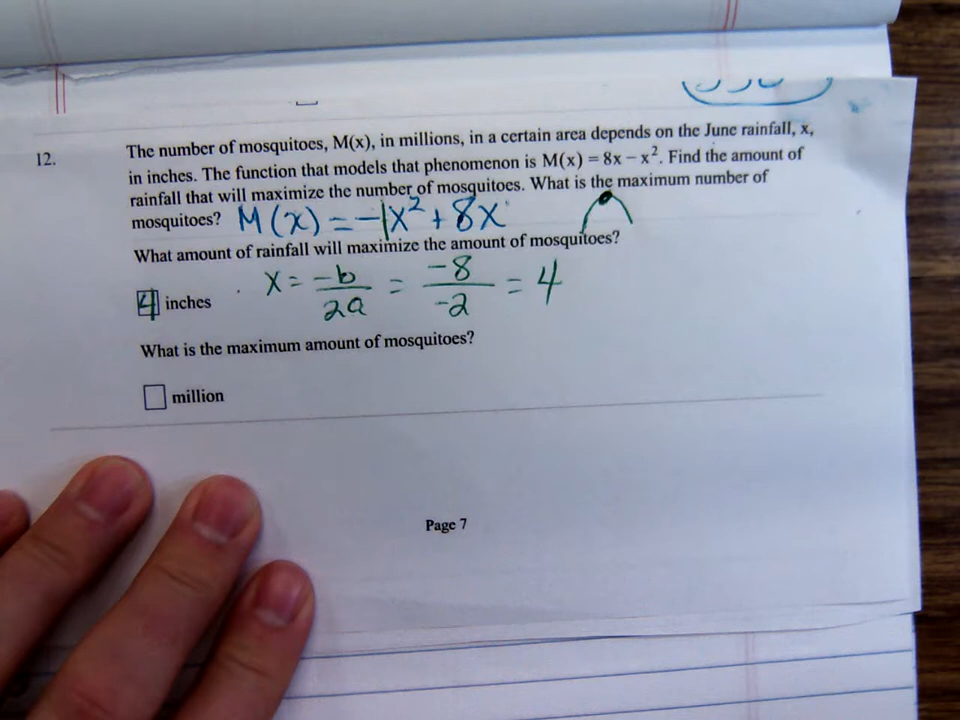 12. The number of mosquitoes, M(x), in millions, in a certain area depends on the June rainfall, x,
in inches. The function that models that phenomenon is M(x) = 8x − x². Find the amount of
rainfall that will maximize the number of mosquitoes. What is the maximum number of
mosquitoes? M(x) = -1x² + 8x
What amount of rainfall will maximize the amount of mosquitoes?
x = -b/2a = -8/-2 = 4
4 inches
What is the maximum amount of mosquitoes?
million
Page 7